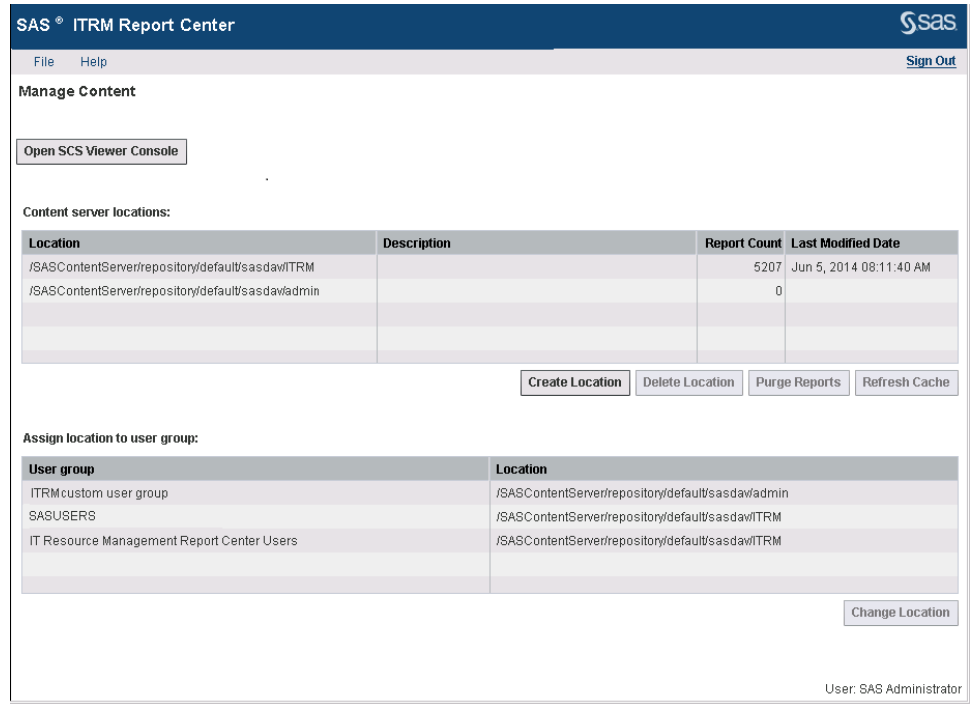 SAS ® ITRM Report Center
sas
File Help Sign Out
Manage Content
Open SCS Viewer Console
Content server locations:
Location Description Report Count Last Modified Date
/SASContentServer/repository/default/sasdav/ITRM 5207 Jun 5, 2014 08:11:40 AM
/SASContentServer/repository/default/sasdav/admin 0
Create Location Delete Location Purge Reports Refresh Cache
Assign location to user group:
User group Location
ITRMcustom user group /SASContentServer/repository/default/sasdav/admin
SASUSERS /SASContentServer/repository/default/sasdav/ITRM
IT Resource Management Report Center Users /SASContentServer/repository/default/sasdav/ITRM
Change Location
User: SAS Administrator